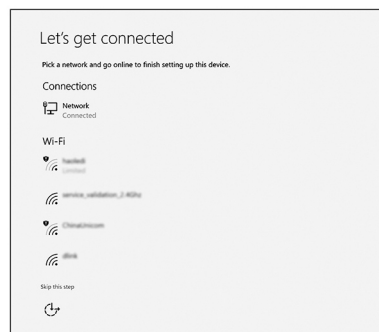 Let's get connected
Pick a network and go online to finish setting up this device.
Connections
Network
Connected
Wi-Fi
Limited
service_validation_2.4Ghz
ChinaUnicom
dlink
Skip this step